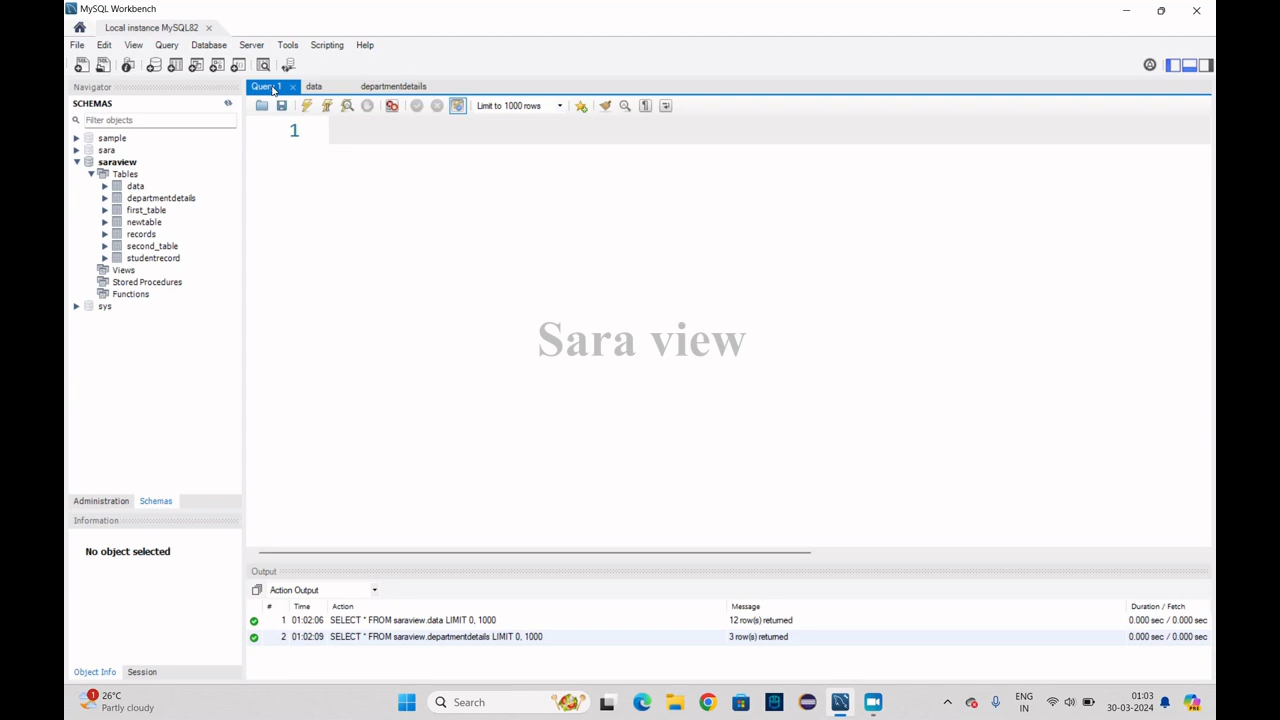 MySQL Workbench
Local instance MySQL82
File Edit View Query Database Server Tools Scripting Help
Navigator
SCHEMAS
Filter objects
sample
sara
saraview
Tables
data
departmentdetails
first_table
newtable
records
second_table
studentrecord
Views
Stored Procedures
Functions
sys
Administration Schemas
Information
No object selected
Object Info Session
Query 1 data departmentdetails
Limit to 1000 rows
1
Sara view
Output
Action Output
# Time Action Message Duration / Fetch
1 01:02:06 SELECT * FROM saraview.data LIMIT 0, 1000 12 row(s) returned 0.000 sec / 0.000 sec
2 01:02:09 SELECT * FROM saraview.departmentdetails LIMIT 0, 1000 3 row(s) returned 0.000 sec / 0.000 sec
1
26°C
Partly cloudy
Search
ENG
IN
01:03
30-03-2024
PRE